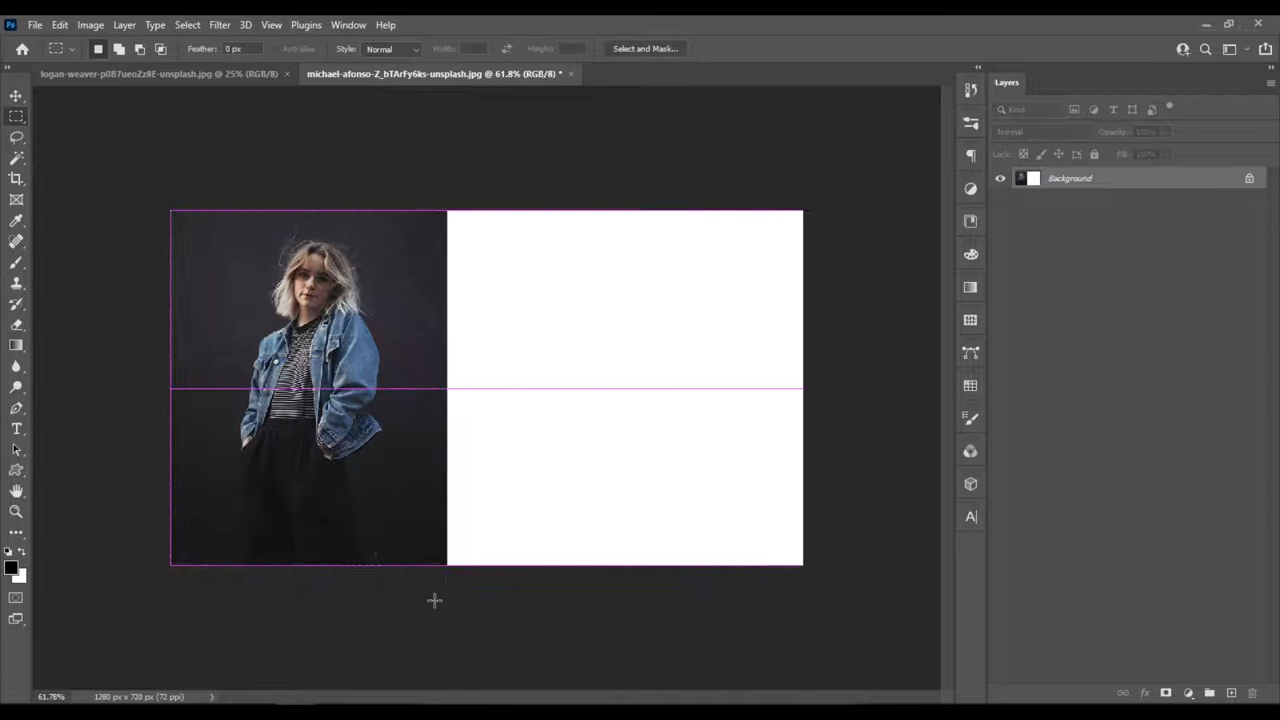 Ps File Edit Image Layer Type Select Filter 3D View Plugins Window Help
Feather: 0 px Anti-alias Style: Normal Width: Height: Select and Mask...
logan-weaver-p0B7ueoZz8E-unsplash.jpg @ 25% (RGB/8) × michael-afonso-Z_bTArFy6ks-unsplash.jpg @ 61.8% (RGB/8) * ×
Layers
Kind
Normal Opacity: 100%
Lock: Fill: 100%
Background
61.78% 1280 px x 720 px (72 ppi)